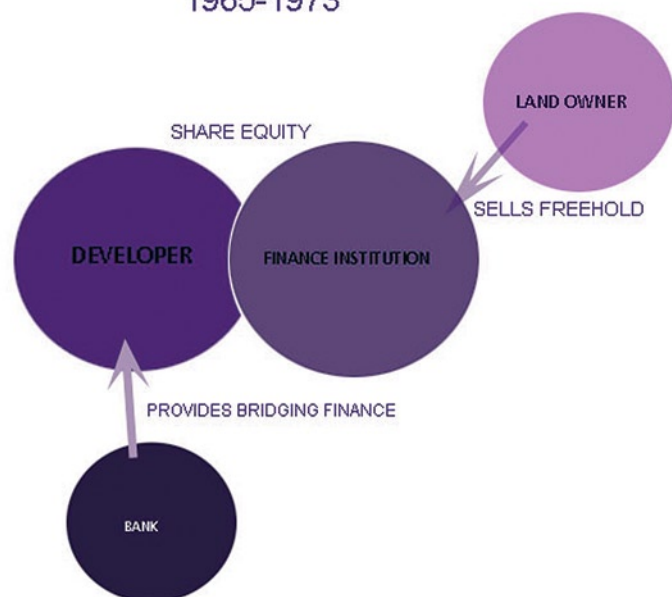 1965-1973
LAND OWNER
SHARE EQUITY
SELLS FREEHOLD
DEVELOPER
FINANCE INSTITUTION
PROVIDES BRIDGING FINANCE
BANK